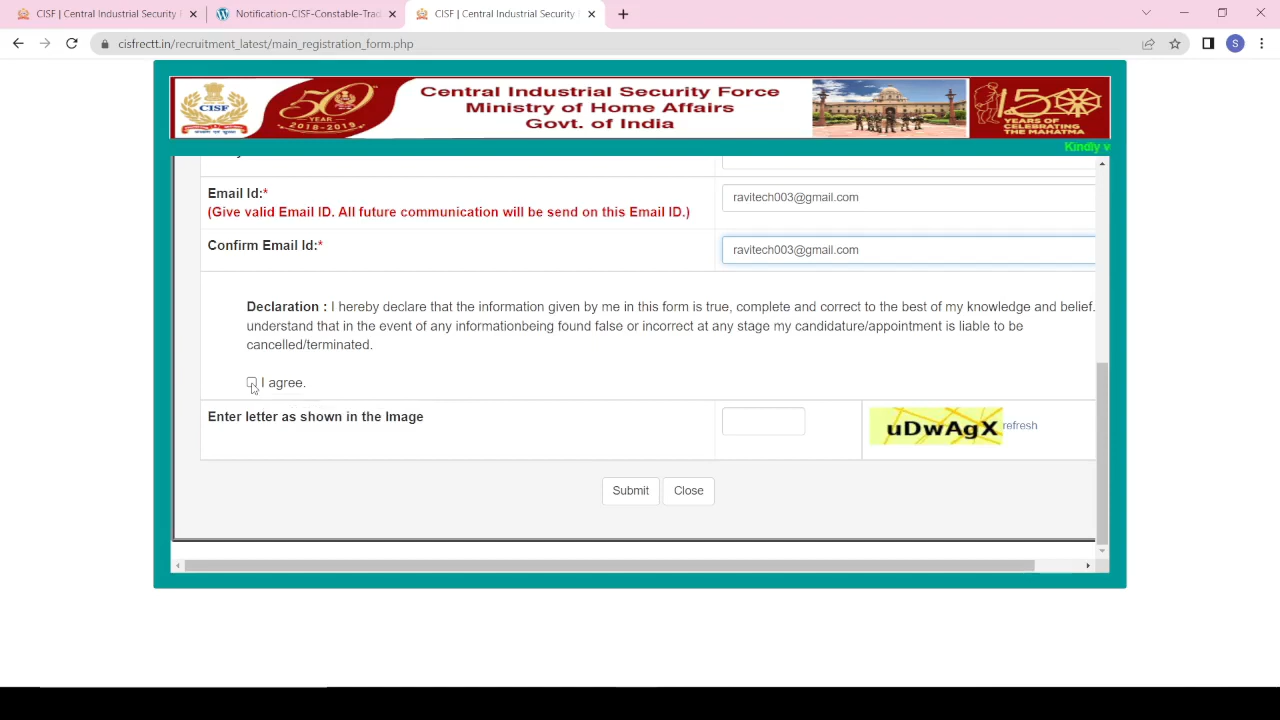 CISF | Central Industrial Security
Notification-CISF-Constable-Trad
CISF | Central Industrial Security
cisfrectt.in/recruitment_latest/main_registration_form.php
S
CISF
50
YEAR
2018-2019
Central Industrial Security Force
Ministry of Home Affairs
Govt. of India
150
YEARS OF
CELEBRATING
THE MAHATMA
Kindly v
Email Id:*
ravitech003@gmail.com
(Give valid Email ID. All future communication will be send on this Email ID.)
Confirm Email Id:*
ravitech003@gmail.com
Declaration : I hereby declare that the information given by me in this form is true, complete and correct to the best of my knowledge and belief.
understand that in the event of any informationbeing found false or incorrect at any stage my candidature/appointment is liable to be
cancelled/terminated.
I agree.
Enter letter as shown in the Image
uDwAgX
refresh
Submit
Close